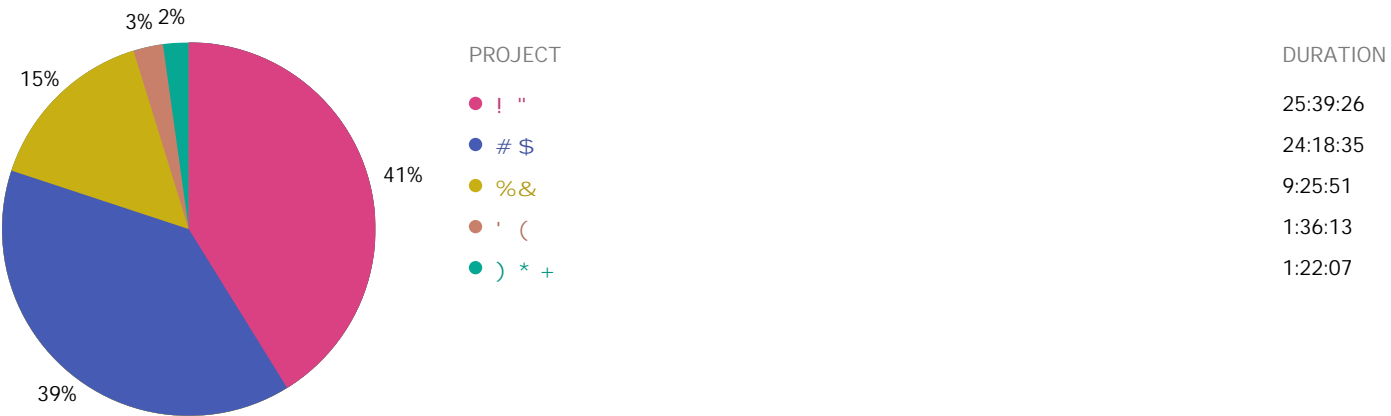 3% 2%
15%
41%
39%
PROJECT DURATION
! " 25:39:26
# $ 24:18:35
%& 9:25:51
' ( 1:36:13
) * + 1:22:07